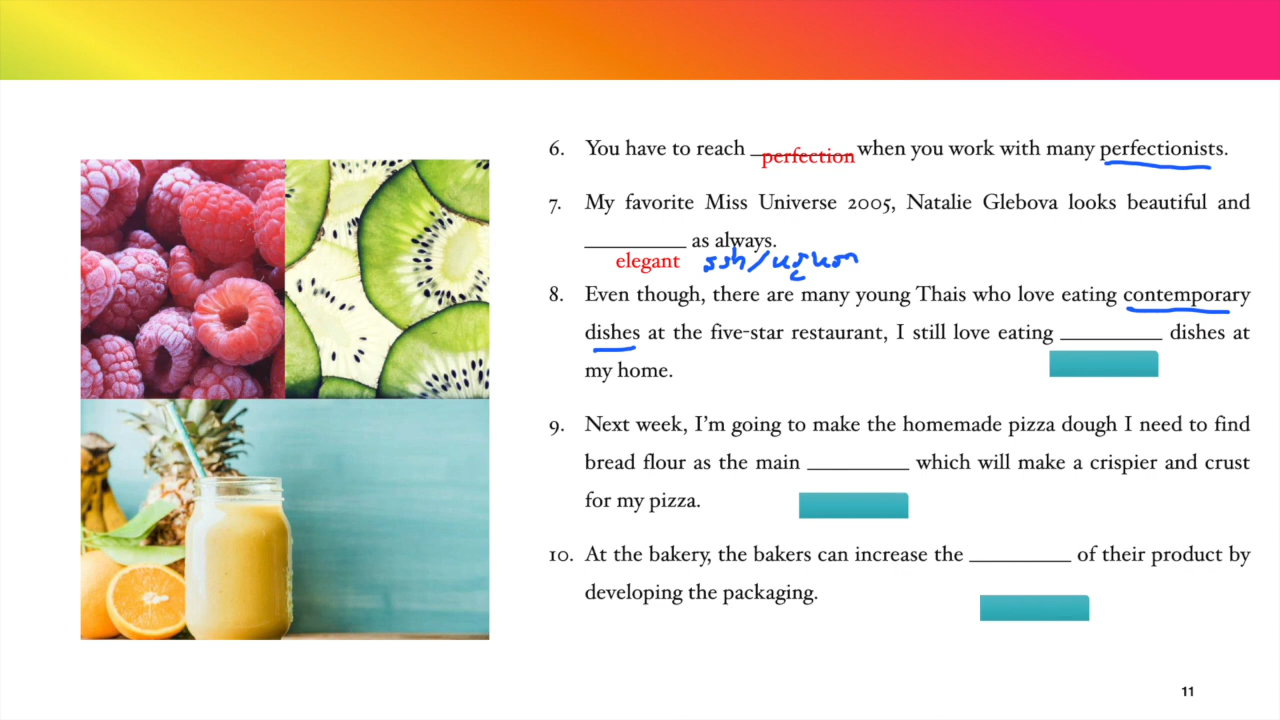 6. You have to reach __________ when you work with many perfectionists.
perfection
7. My favorite Miss Universe 2005, Natalie Glebova looks beautiful and
__________ as always.
elegant
8. Even though, there are many young Thais who love eating contemporary
dishes at the five-star restaurant, I still love eating __________ dishes at
my home.
9. Next week, I'm going to make the homemade pizza dough I need to find
bread flour as the main __________ which will make a crispier and crust
for my pizza.
10. At the bakery, the bakers can increase the __________ of their product by
developing the packaging.
11